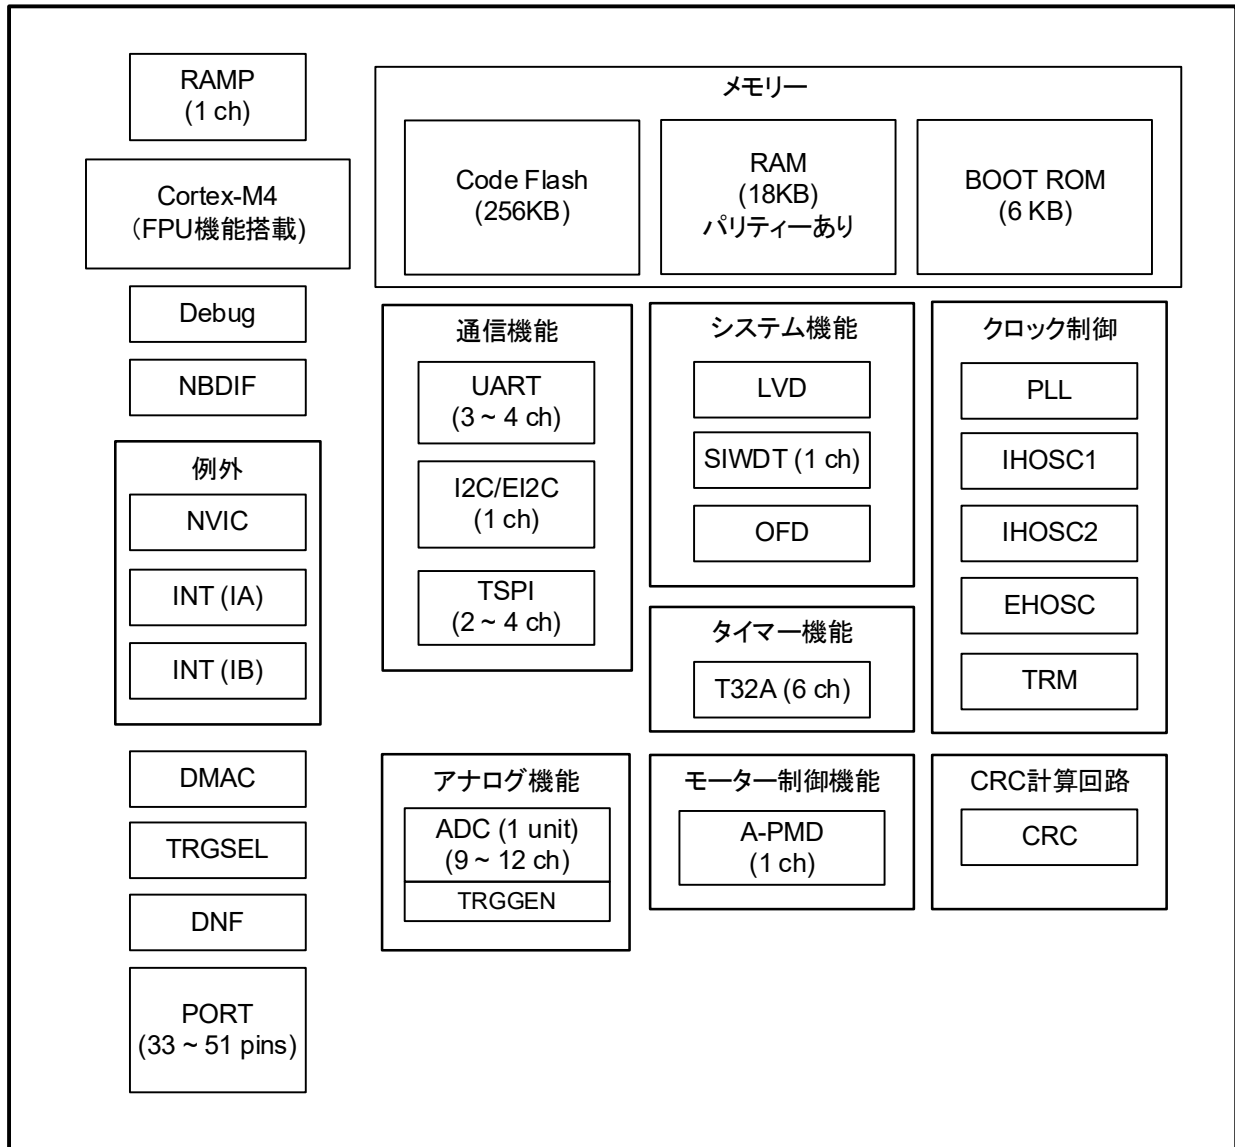 RAMP
(1 ch)
Cortex-M4
(FPU機能搭載)
Debug
NBDIF
例外
NVIC
INT (IA)
INT (IB)
DMAC
TRGSEL
DNF
PORT
(33 ~ 51 pins)
メモリー
Code Flash
(256KB)
RAM
(18KB)
パリティーあり
BOOT ROM
(6 KB)
通信機能
UART
(3 ~ 4 ch)
I2C/EI2C
(1 ch)
TSPI
(2 ~ 4 ch)
システム機能
LVD
SIWDT (1 ch)
OFD
タイマー機能
T32A (6 ch)
クロック制御
PLL
IHOSC1
IHOSC2
EHOSC
TRM
アナログ機能
ADC (1 unit)
(9 ~ 12 ch)
TRGGEN
モーター制御機能
A-PMD
(1 ch)
CRC計算回路
CRC